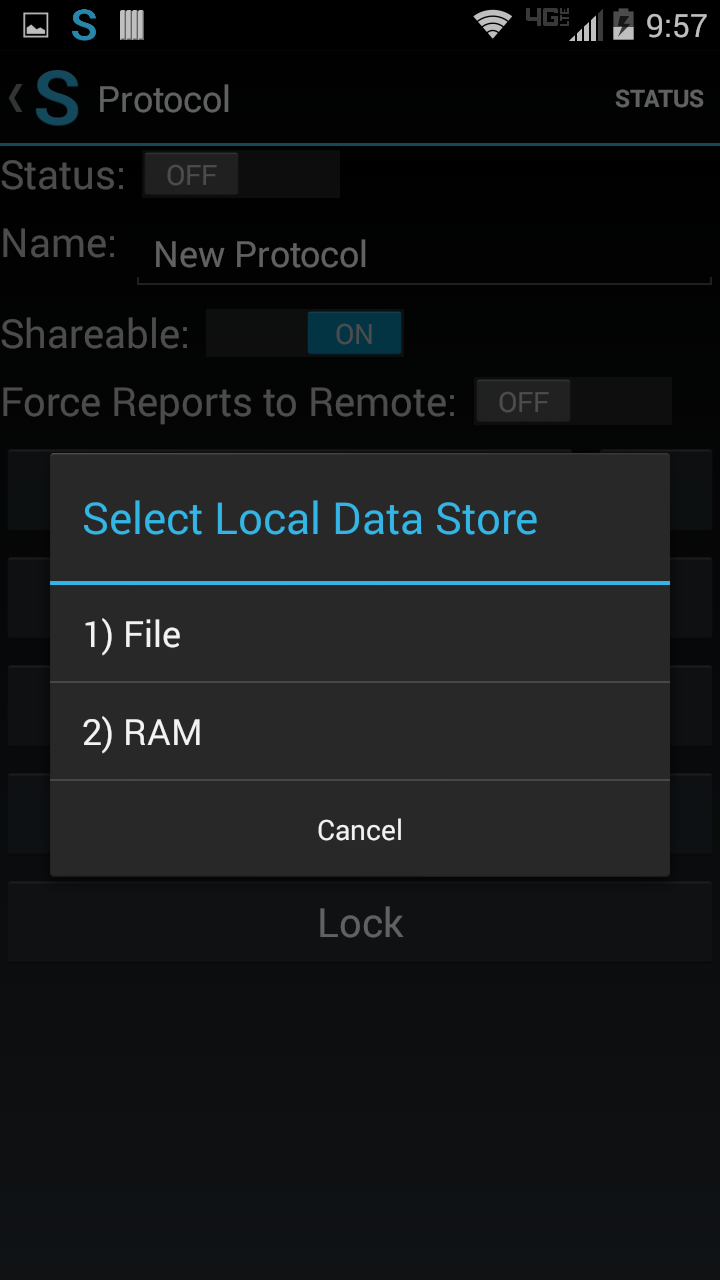 S
4G LTE 9:57
S Protocol STATUS
Status: OFF
Name: New Protocol
Shareable: ON
Force Reports to Remote: OFF
Select Local Data Store
1) File
2) RAM
Cancel
Lock